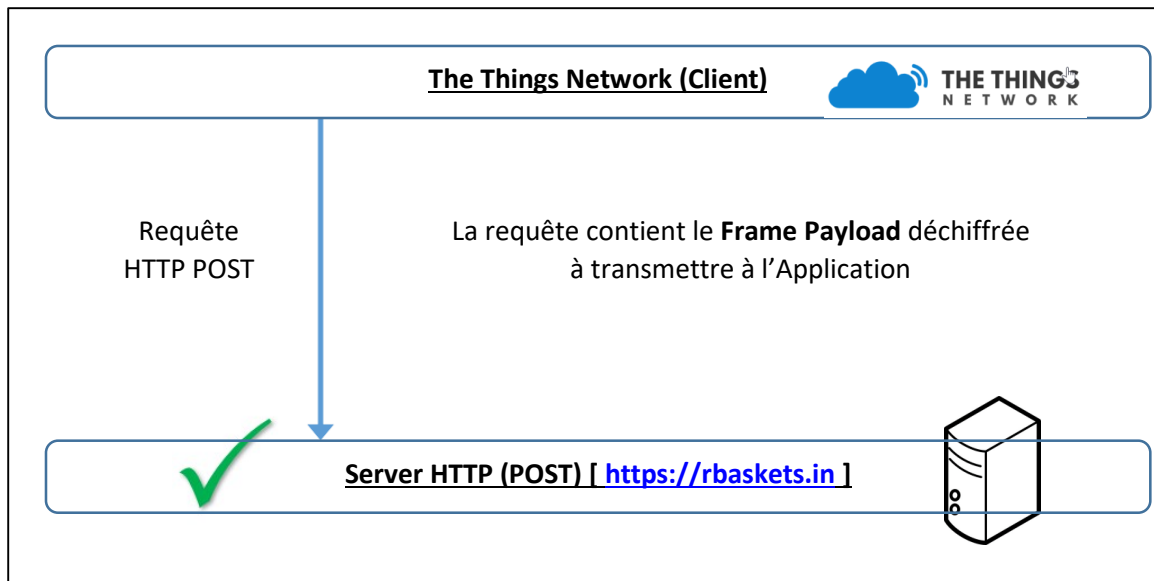 The Things Network (Client)
THE THINGS
NETWORK
Requête
HTTP POST
La requête contient le Frame Payload déchiffrée
à transmettre à l’Application
Server HTTP (POST) [ https://rbaskets.in ]